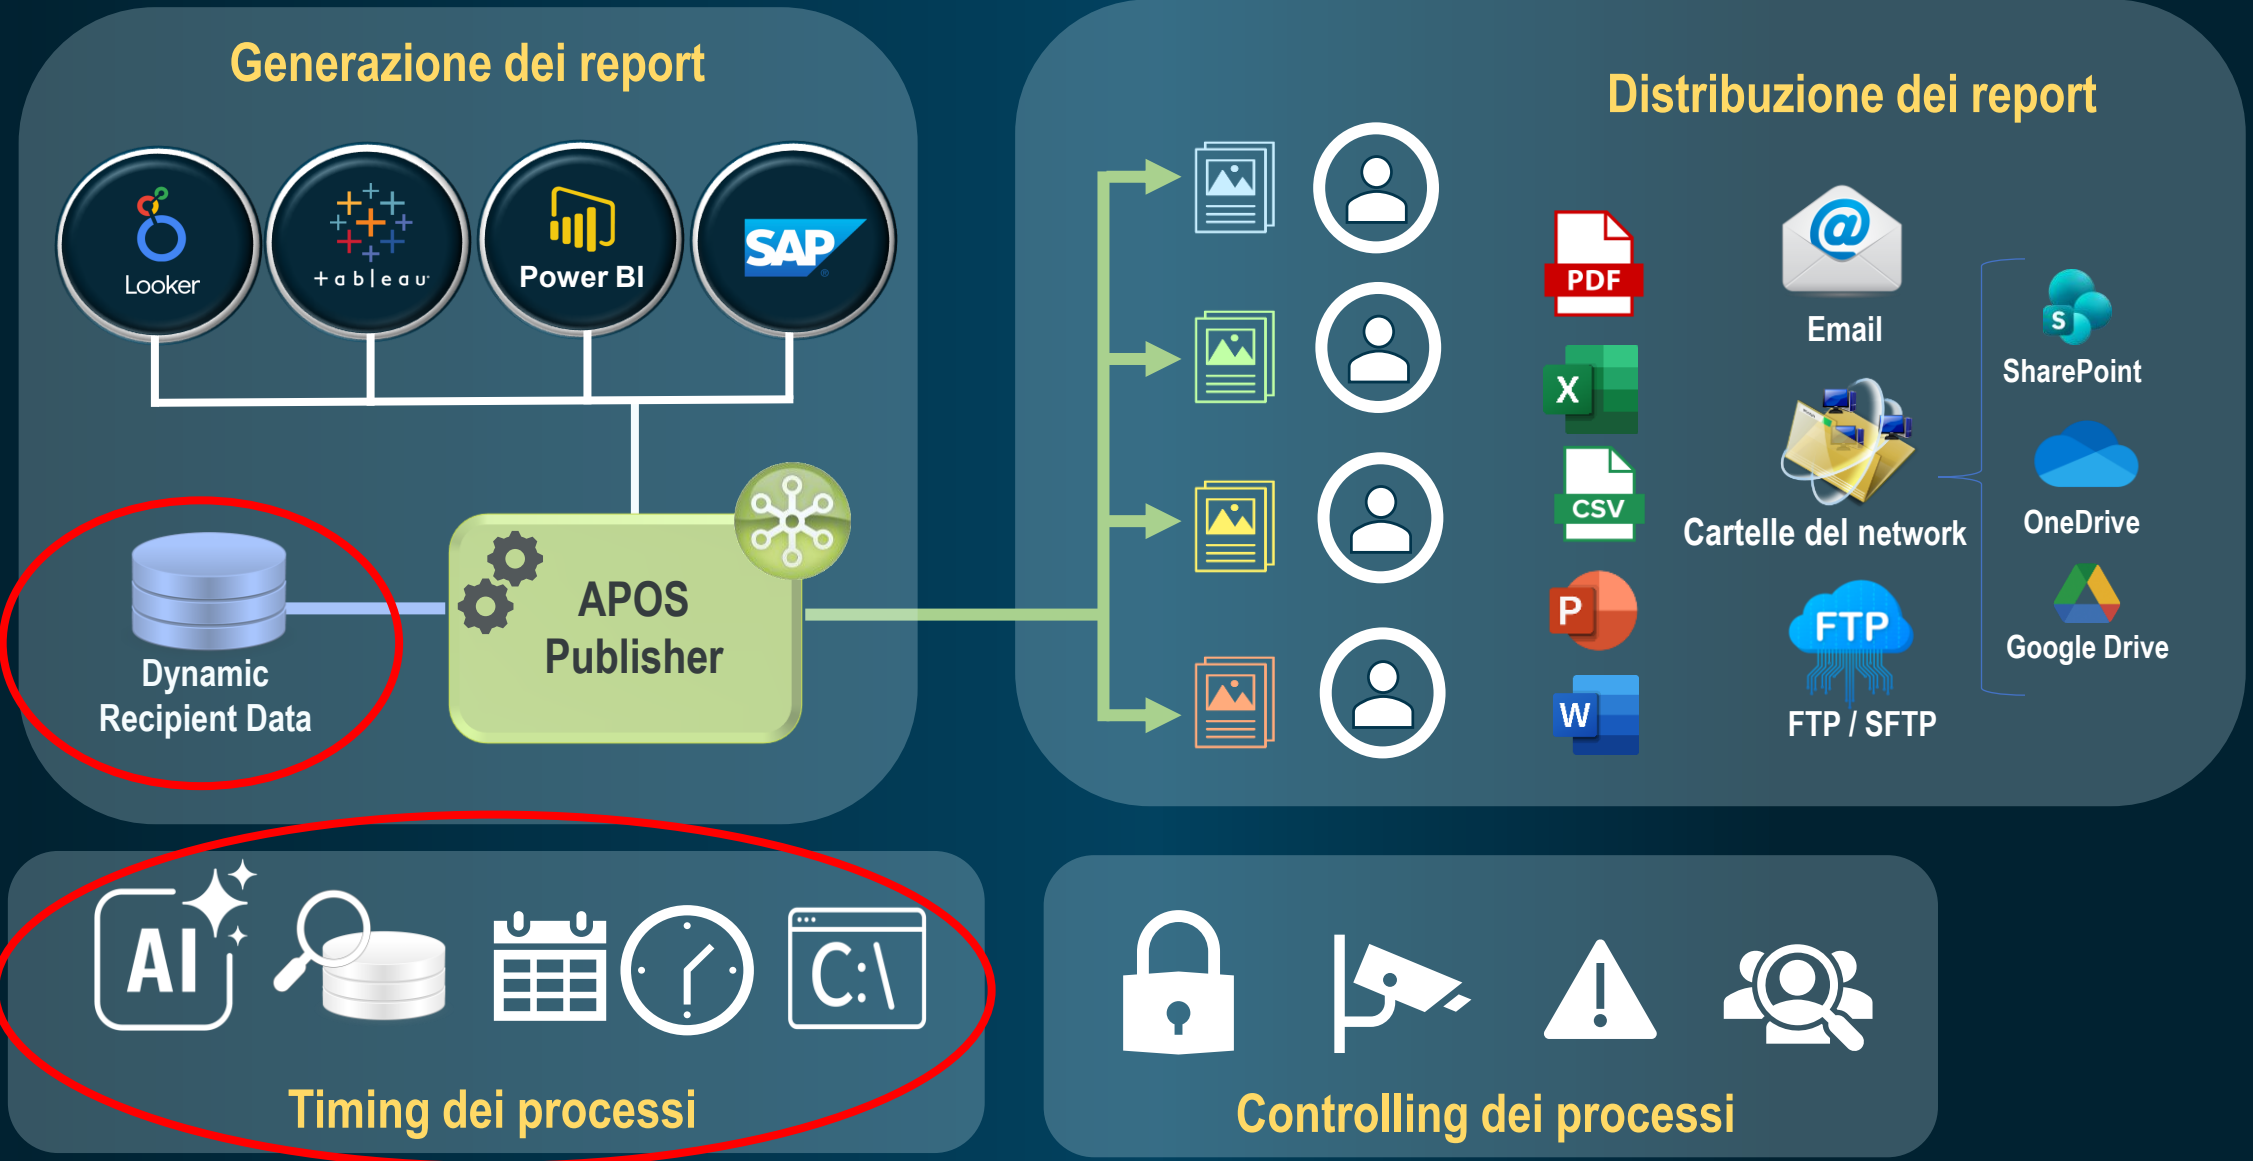 Generazione dei report
Looker
+ableau
Power BI
SAP
Dynamic
Recipient Data
APOS
Publisher
Distribuzione dei report
PDF
X
CSV
P
W
@
Email
Cartelle del network
FTP
FTP / SFTP
S
SharePoint
OneDrive
Google Drive
AI
C:\
Timing dei processi
Controlling dei processi